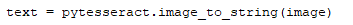 text = pytesseract.image_to_string(image)